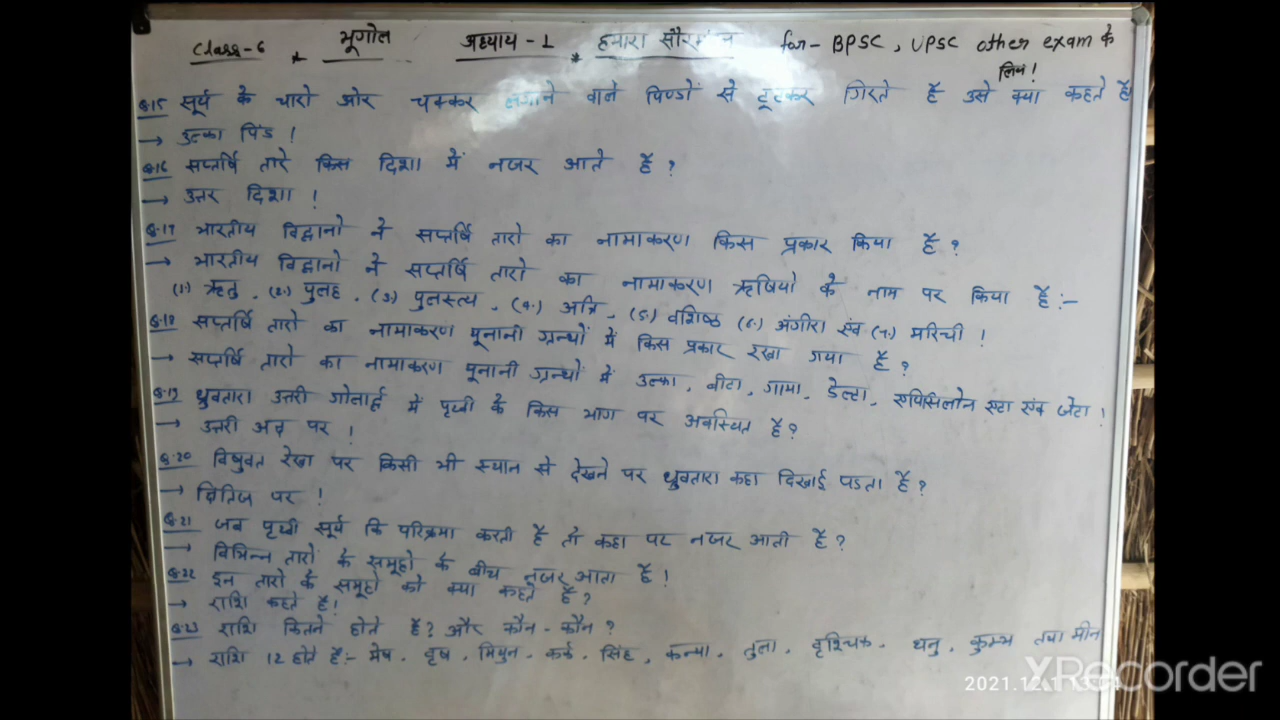 Class-6 * भूगोल अध्याय-1 * हमारा सौरमंडल for- BPSC, UPSC other exam के
लिए!
Q.15 सूर्य के चारो ओर चक्कर लगाने वाले पिण्डों से टूटकर गिरते है उसे क्या कहते है।
→ उल्का पिंड !
Q.16 सप्तर्षि तारे किस दिशा में नजर आते है ?
→ उत्तर दिशा !
Q.17 भारतीय विद्वानो ने सप्तर्षि तारो का नामाकरण किस प्रकार किया है ?
→ भारतीय विद्वानो ने सप्तर्षि तारो का नामाकरण ऋषियो के नाम पर किया है :-
(1.) ऋतु , (2.) पुलह , (3) पुलस्त्य , (4.) अत्रि , (5.) वशिष्ठ (6.) अंगीरा एंव (7.) मरिची !
Q.18 सप्तर्षि तारो का नामाकरण यूनानी ग्रन्थों में किस प्रकार रखा गया है ?
→ सप्तर्षि तारो का नामाकरण यूनानी ग्रन्थों में उल्का , बीटा , गामा , डेल्टा , एपिसिलोन एटा एंव जेटा !
Q.19 ध्रुवतारा उत्तरी गोलार्द्ध में पृथ्वी के किस भाग पर अवस्थित है ?
→ उत्तरी अक्ष पर !
Q.20 विषुवत रेखा पर किसी भी स्थान से देखने पर ध्रुवतारा कहा दिखाई पडता है ?
→ क्षितिज पर !
Q.21 जब पृथ्वी सूर्य कि परिक्रमा करती है तो कहा पर नजर आती है ?
→ विभिन्न तारों के समूहो के बीच नजर आता है !
Q.22 इन तारों के समूहो को क्या कहते है ?
→ राशि कहते है !
Q.23 राशि कितने होते है ? और कौन-कौन ?
→ राशि 12 होते है :- मेष , वृष , मिथुन , कर्क , सिंह , कन्या , तुला , वृश्चिक , धनु , कुम्भ तथा मीन
XRecorder